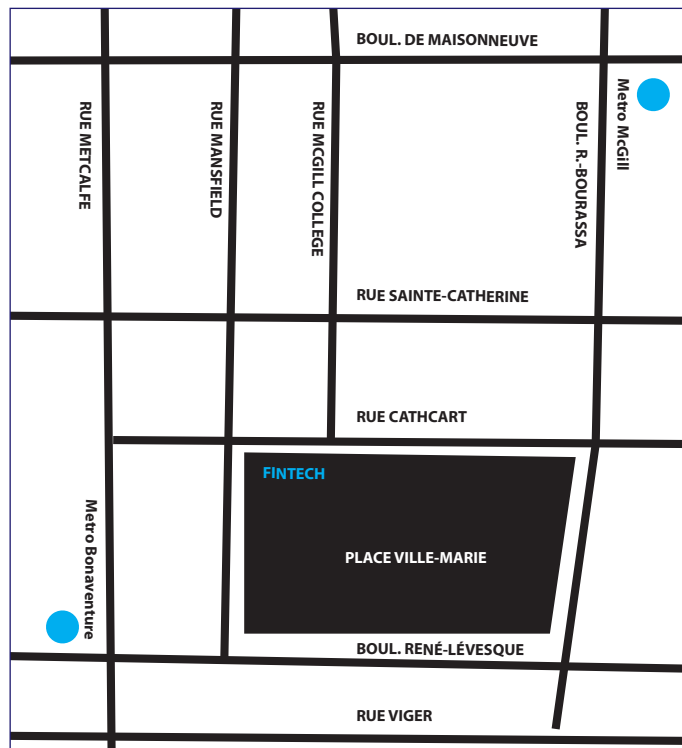 BOUL. DE MAISONNEUVE
RUE METCALFE
RUE MANSFIELD
RUE MCGILL COLLEGE
BOUL. R.-BOURASSA
Metro McGill
RUE SAINTE-CATHERINE
RUE CATHCART
FINTECH
PLACE VILLE-MARIE
Metro Bonaventure
BOUL. RENÉ-LÉVESQUE
RUE VIGER